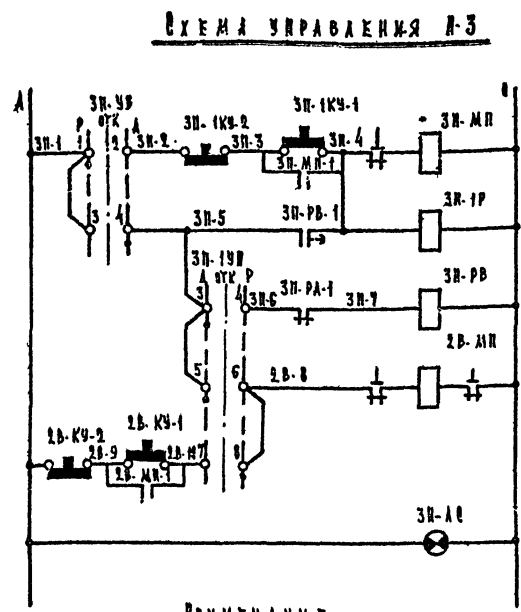 Схема управления П-3
А О
3П-УВ
Р ОТК А
3П-1 1 2 3П-2 3П-1КУ-2 3П-3 3П-1КУ-1 3П-4 3П-МП
3П-МП-1
3 4 3П-5 3П-РВ-1 3П-1Р
3П-1УП
А ОТК Р
3 4 3П-6 3П-РА-1 3П-7 3П-РВ
5 6 2В-8 2В-МП
2В-КУ-2 2В-КУ-1
2В-9 2В-МП-1 7 8
3П-ЛС